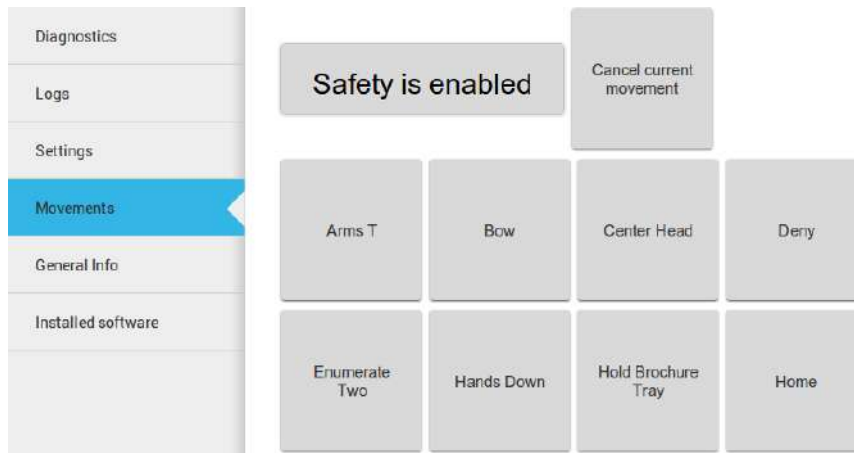 Diagnostics
Logs
Settings
Movements
General Info
Installed software
Safety is enabled
Cancel current
movement
Arms T
Bow
Center Head
Deny
Enumerate
Two
Hands Down
Hold Brochure
Tray
Home